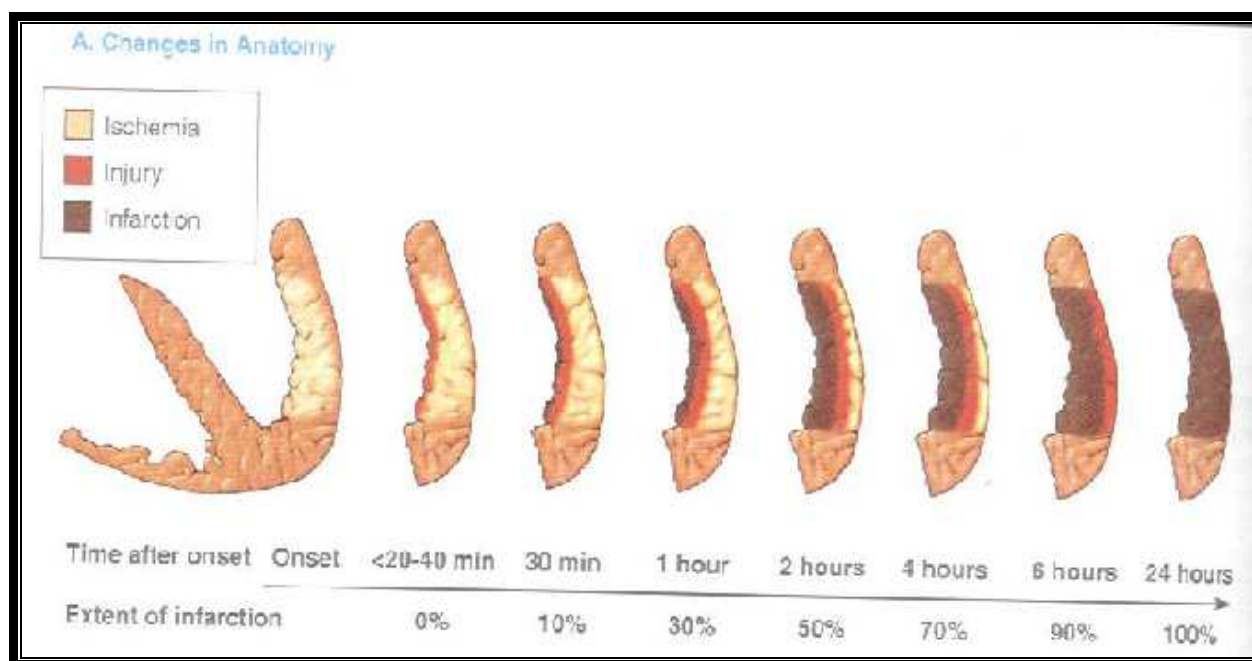 A. Changes in Anatomy
Ischemia
Injury
Infarction
Time after onset Onset <20-40 min 30 min 1 hour 2 hours 4 hours 6 hours 24 hours
Extent of infarction 0% 10% 30% 50% 70% 90% 100%